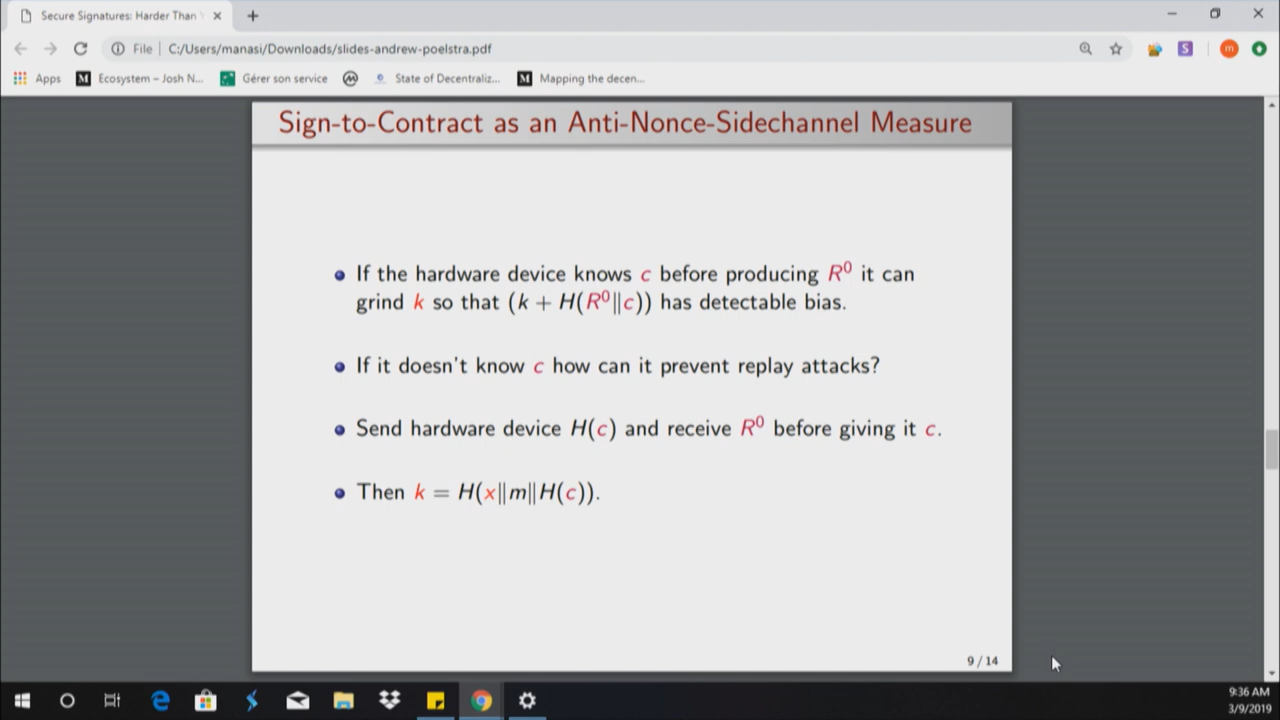 Secure Signatures: Harder Than
File | C:/Users/manasi/Downloads/slides-andrew-poelstra.pdf
Apps
Ecosystem – Josh N...
Gérer son service
State of Decentraliz...
Mapping the decen...
Sign-to-Contract as an Anti-Nonce-Sidechannel Measure
If the hardware device knows c before producing R⁰ it can
grind k so that (k + H(R⁰||c)) has detectable bias.
If it doesn't know c how can it prevent replay attacks?
Send hardware device H(c) and receive R⁰ before giving it c.
Then k = H(x||m||H(c)).
9 / 14
9:36 AM
3/9/2019